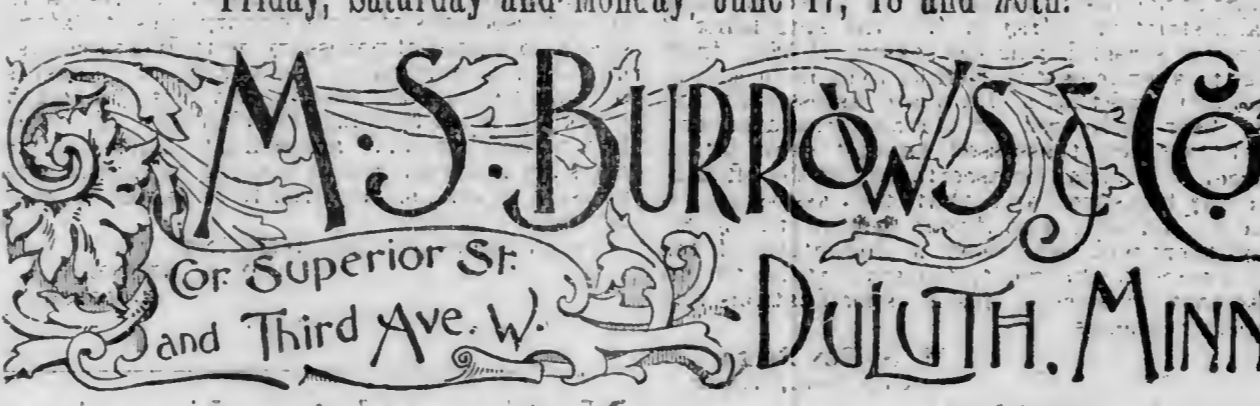 Friday, Saturday and Monday, June 17, 18 and 20th.
M. S. BURROWS & CO
Cor. Superior St.
and Third Ave. W.
DULUTH. MINN